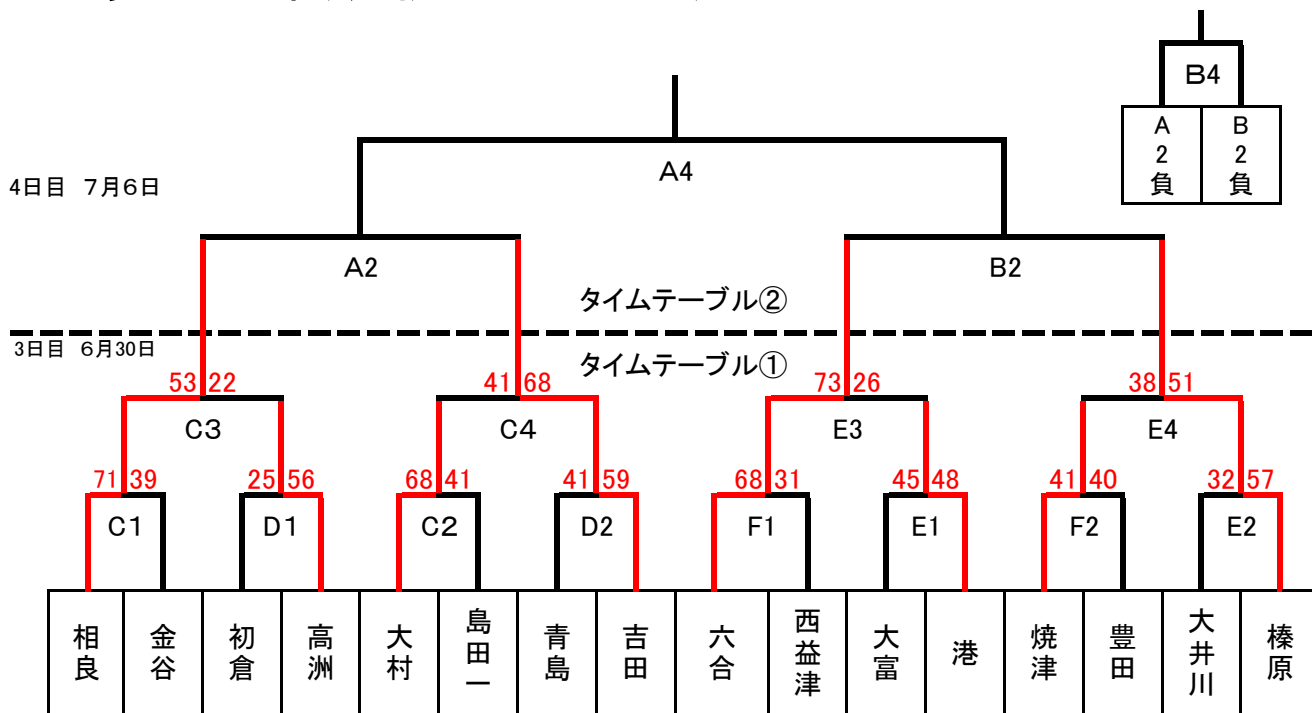 B4
A2負 B2負
A4
4日目 7月6日
A2 B2
タイムテーブル②
3日目 6月30日
タイムテーブル①
53 22 41 68 73 26 38 51
C3 C4 E3 E4
71 39 25 56 68 41 41 59 68 31 45 48 41 40 32 57
C1 D1 C2 D2 F1 E1 F2 E2
相良 金谷 初倉 高洲 大村 島田一 青島 吉田 六合 西益津 大富 港 焼津 豊田 大井川 榛原